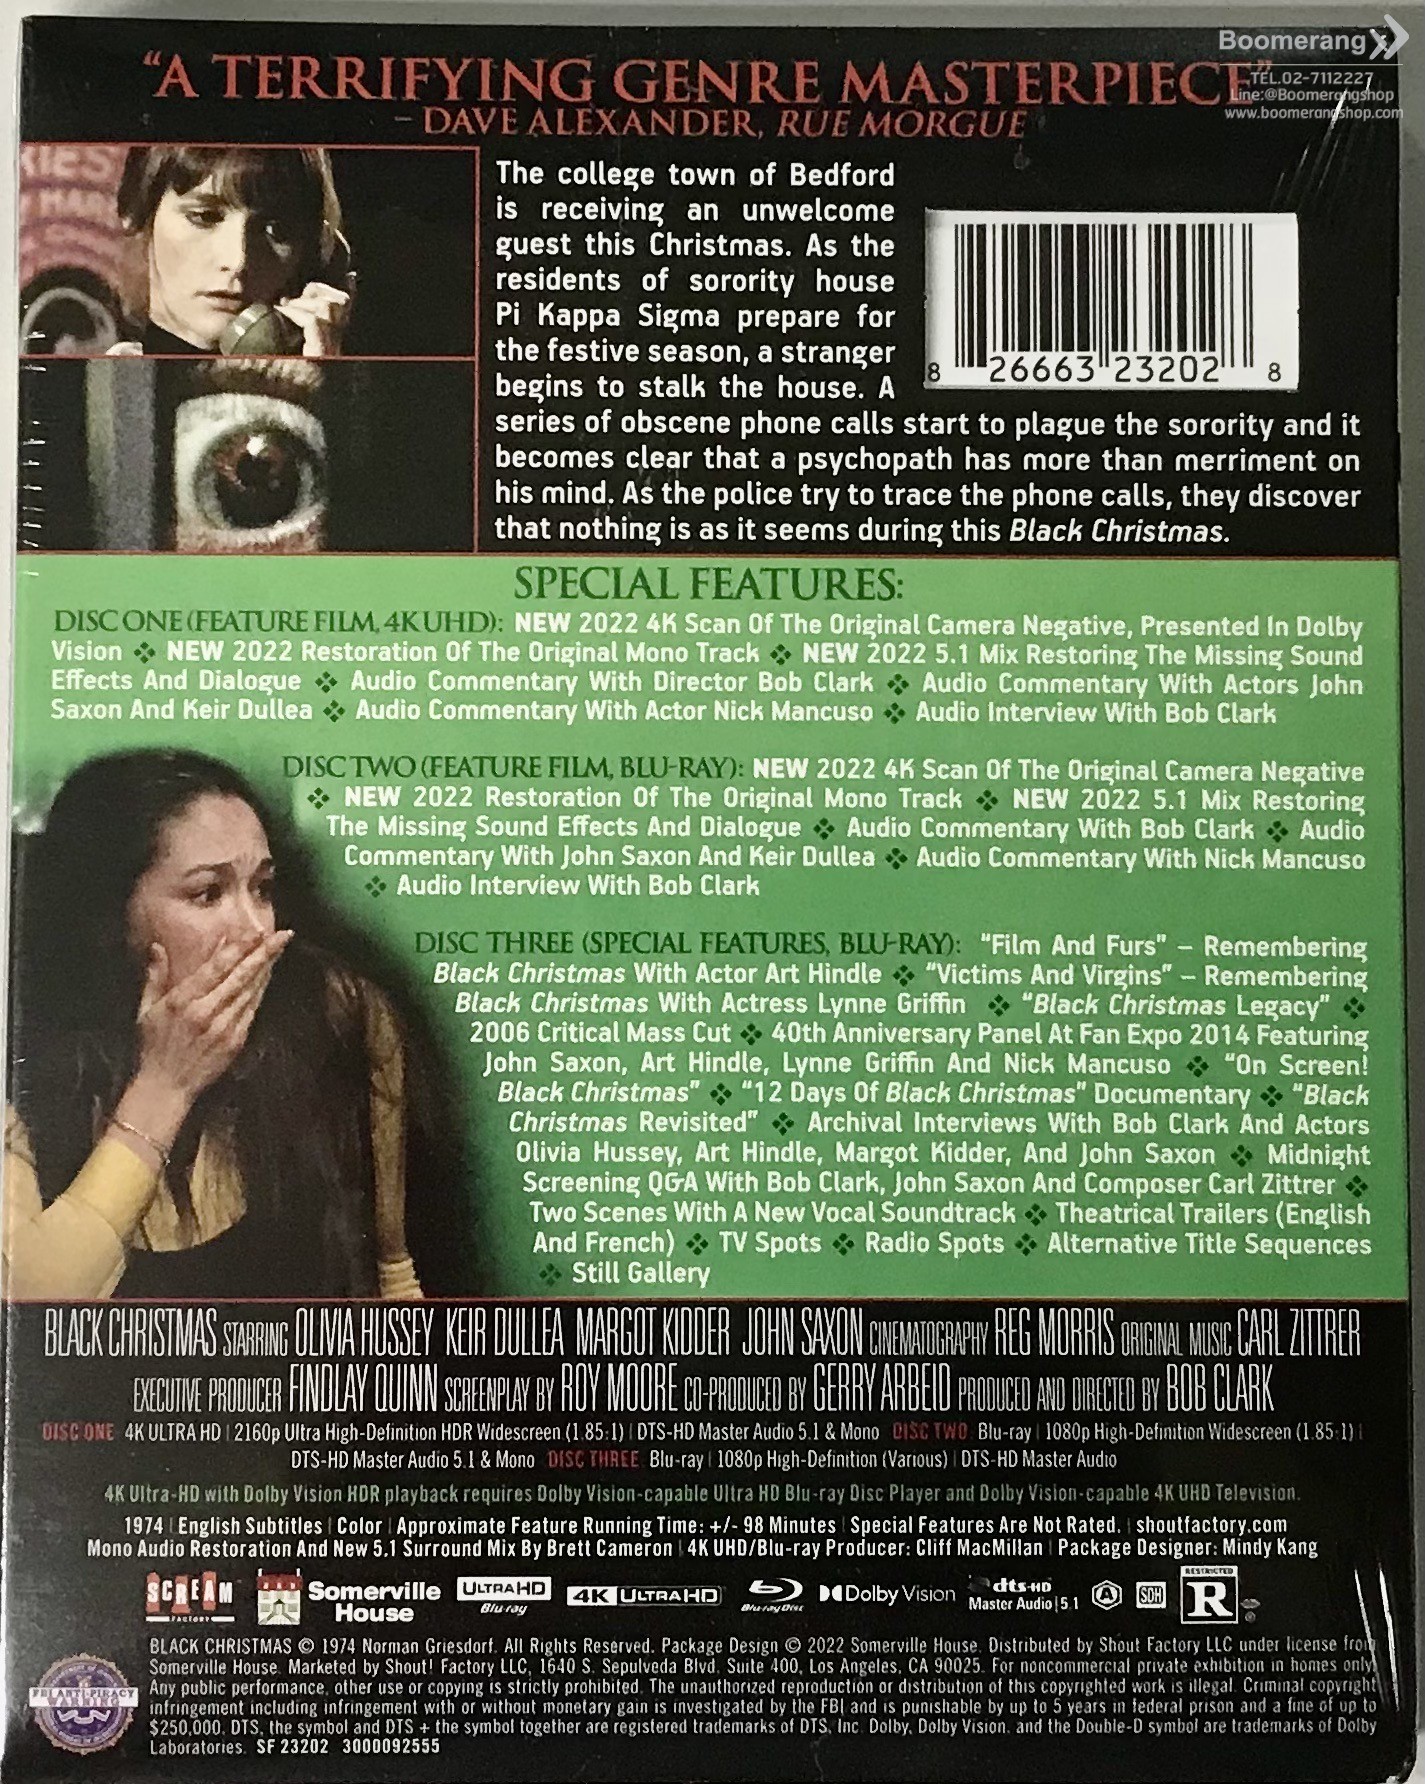 Boomerang
TEL.02-7112227
Line:@Boomerangshop
www.boomerangshop.com
“A TERRIFYING GENRE MASTERPIECE”
– DAVE ALEXANDER, RUE MORGUE
The college town of Bedford
is receiving an unwelcome
guest this Christmas. As the
residents of sorority house
Pi Kappa Sigma prepare for
the festive season, a stranger
begins to stalk the house. A
series of obscene phone calls start to plague the sorority and it
becomes clear that a psychopath has more than merriment on
his mind. As the police try to trace the phone calls, they discover
that nothing is as it seems during this Black Christmas.
8 26663 23202 8
SPECIAL FEATURES:
DISC ONE (FEATURE FILM, 4K UHD): NEW 2022 4K Scan Of The Original Camera Negative, Presented In Dolby
Vision ❖ NEW 2022 Restoration Of The Original Mono Track ❖ NEW 2022 5.1 Mix Restoring The Missing Sound
Effects And Dialogue ❖ Audio Commentary With Director Bob Clark ❖ Audio Commentary With Actors John
Saxon And Keir Dullea ❖ Audio Commentary With Actor Nick Mancuso ❖ Audio Interview With Bob Clark
DISC TWO (FEATURE FILM, BLU-RAY): NEW 2022 4K Scan Of The Original Camera Negative
❖ NEW 2022 Restoration Of The Original Mono Track ❖ NEW 2022 5.1 Mix Restoring
The Missing Sound Effects And Dialogue ❖ Audio Commentary With Bob Clark ❖ Audio
Commentary With John Saxon And Keir Dullea ❖ Audio Commentary With Nick Mancuso
❖ Audio Interview With Bob Clark
DISC THREE (SPECIAL FEATURES, BLU-RAY): “Film And Furs” – Remembering
Black Christmas With Actor Art Hindle ❖ “Victims And Virgins” – Remembering
Black Christmas With Actress Lynne Griffin ❖ “Black Christmas Legacy” ❖
2006 Critical Mass Cut ❖ 40th Anniversary Panel At Fan Expo 2014 Featuring
John Saxon, Art Hindle, Lynne Griffin And Nick Mancuso ❖ “On Screen!
Black Christmas” ❖ “12 Days Of Black Christmas” Documentary ❖ “Black
Christmas Revisited” ❖ Archival Interviews With Bob Clark And Actors
Olivia Hussey, Art Hindle, Margot Kidder, And John Saxon ❖ Midnight
Screening Q&A With Bob Clark, John Saxon And Composer Carl Zittrer ❖
Two Scenes With A New Vocal Soundtrack ❖ Theatrical Trailers (English
And French) ❖ TV Spots ❖ Radio Spots ❖ Alternative Title Sequences
❖ Still Gallery
BLACK CHRISTMAS STARRING OLIVIA HUSSEY KEIR DULLEA MARGOT KIDDER JOHN SAXON CINEMATOGRAPHY REG MORRIS ORIGINAL MUSIC CARL ZITTRER
EXECUTIVE PRODUCER FINDLAY QUINN SCREENPLAY BY ROY MOORE CO-PRODUCED BY GERRY ARBEID PRODUCED AND DIRECTED BY BOB CLARK
DISC ONE 4K ULTRA HD | 2160p Ultra High-Definition HDR Widescreen (1.85:1) | DTS-HD Master Audio 5.1 & Mono DISC TWO Blu-ray | 1080p High-Definition Widescreen (1.85:1) |
DTS-HD Master Audio 5.1 & Mono DISC THREE Blu-ray | 1080p High-Definition (Various) | DTS-HD Master Audio
4K Ultra-HD with Dolby Vision HDR playback requires Dolby Vision-capable Ultra HD Blu-ray Disc Player and Dolby Vision-capable 4K UHD Television.
1974 | English Subtitles | Color | Approximate Feature Running Time: +/- 98 Minutes | Special Features Are Not Rated. | shoutfactory.com
Mono Audio Restoration And New 5.1 Surround Mix By Brett Cameron | 4K UHD/Blu-ray Producer: Cliff MacMillan | Package Designer: Mindy Kang
SCREAM FACTORY Somerville House ULTRA HD Blu-ray 4K ULTRA HD Blu-ray Disc Dolby Vision dts-HD Master Audio | 5.1 A SDH RESTRICTED R
BLACK CHRISTMAS © 1974 Norman Griesdorf. All Rights Reserved. Package Design © 2022 Somerville House. Distributed by Shout Factory LLC under license from
Somerville House. Marketed by Shout! Factory LLC, 1640 S. Sepulveda Blvd. Suite 400, Los Angeles, CA 90025. For noncommercial private exhibition in homes only.
Any public performance, other use or copying is strictly prohibited. The unauthorized reproduction or distribution of this copyrighted work is illegal. Criminal copyright
infringement including infringement with or without monetary gain is investigated by the FBI and is punishable by up to 5 years in federal prison and a fine of up to
$250,000. DTS, the symbol and DTS + the symbol together are registered trademarks of DTS, Inc. Dolby, Dolby Vision, and the Double-D symbol are trademarks of Dolby
Laboratories. SF 23202 3000092555
FBI ANTI-PIRACY WARNING